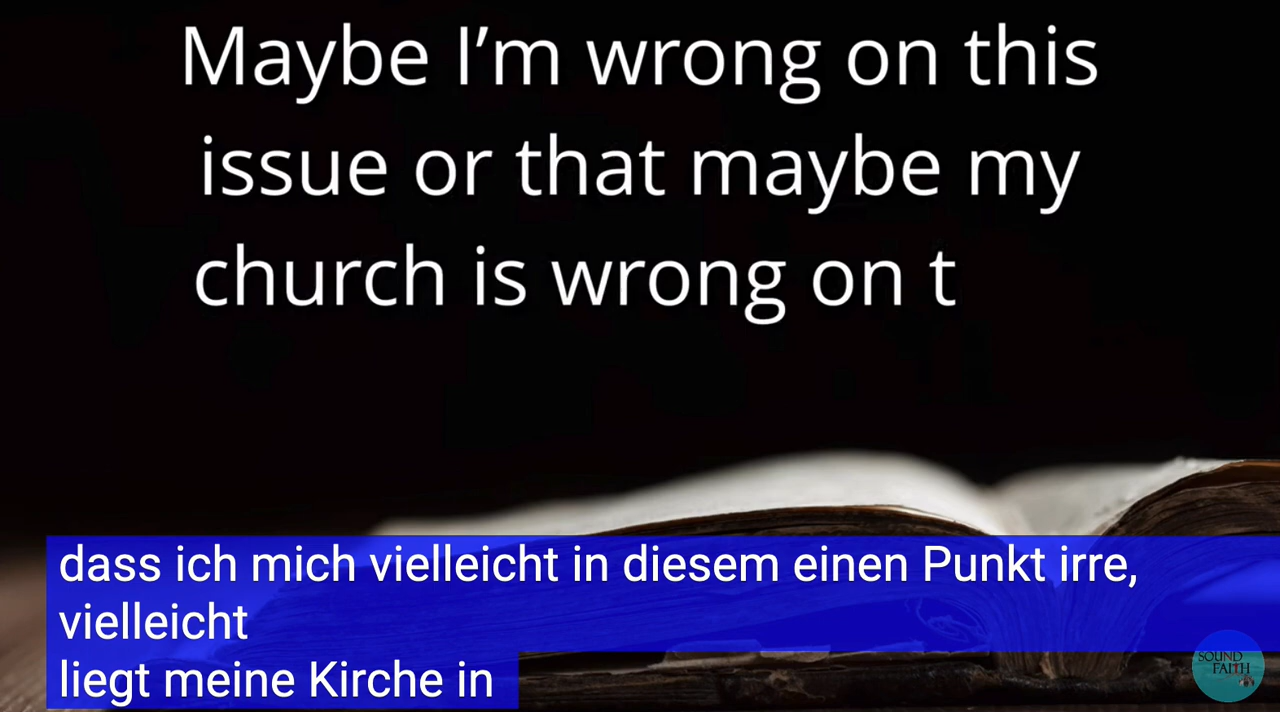 Maybe I’m wrong on this
issue or that maybe my
church is wrong on t
dass ich mich vielleicht in diesem einen Punkt irre,
vielleicht
liegt meine Kirche in
SOUND
FAITH